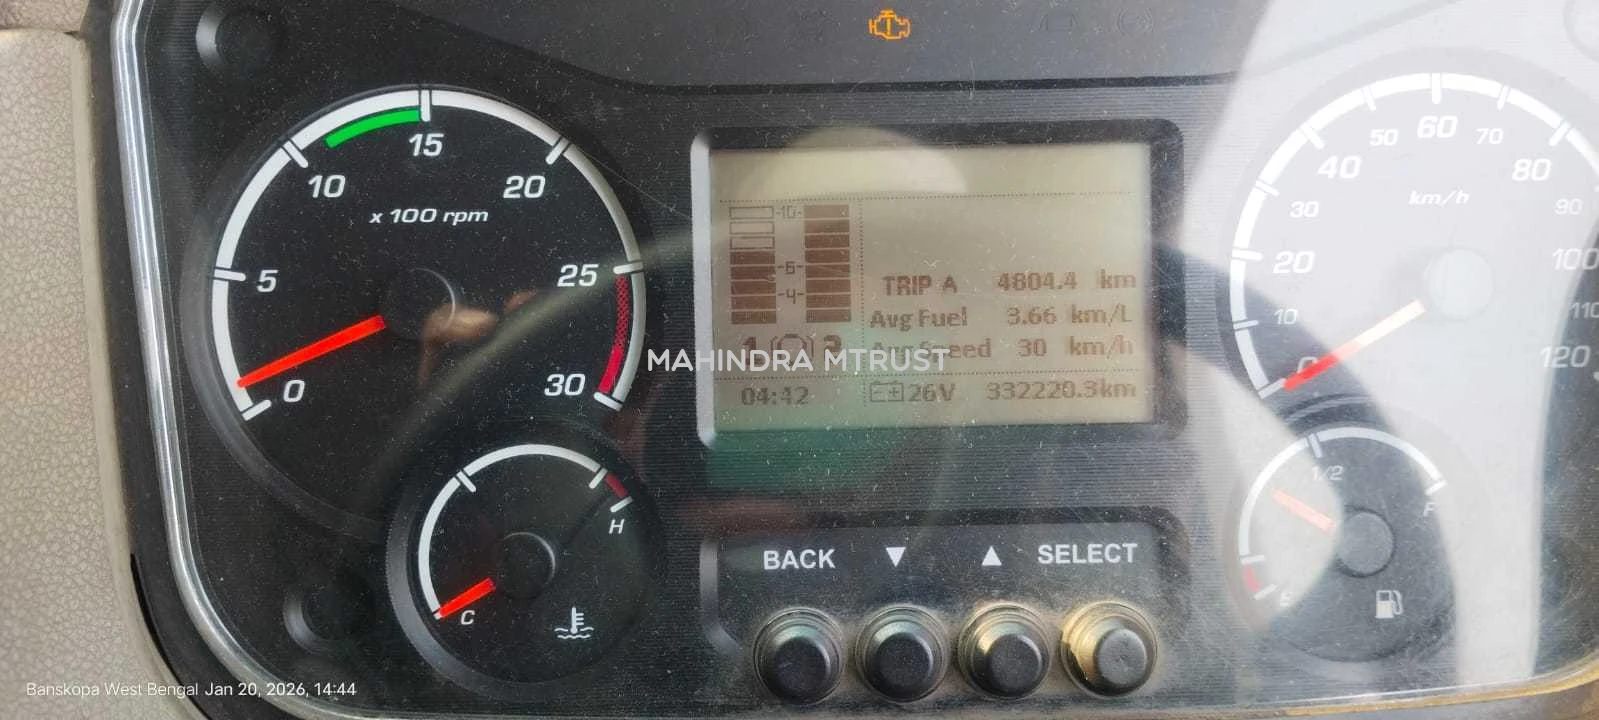 15
10
20
x 100 rpm
5
25
0
30
H
C
-10-
-6-
-4-
1 2
TRIP A 4804.4 km
Avg Fuel 3.66 km/L
Avg Speed 30 km/h
04:42 26V 332220.3km
MAHINDRA MTRUST
BACK ▼ ▲ SELECT
60
50 70
40 80
km/h
30 90
20 100
10 110
0 120
1/2
F
Banskopa West Bengal Jan 20, 2026, 14:44